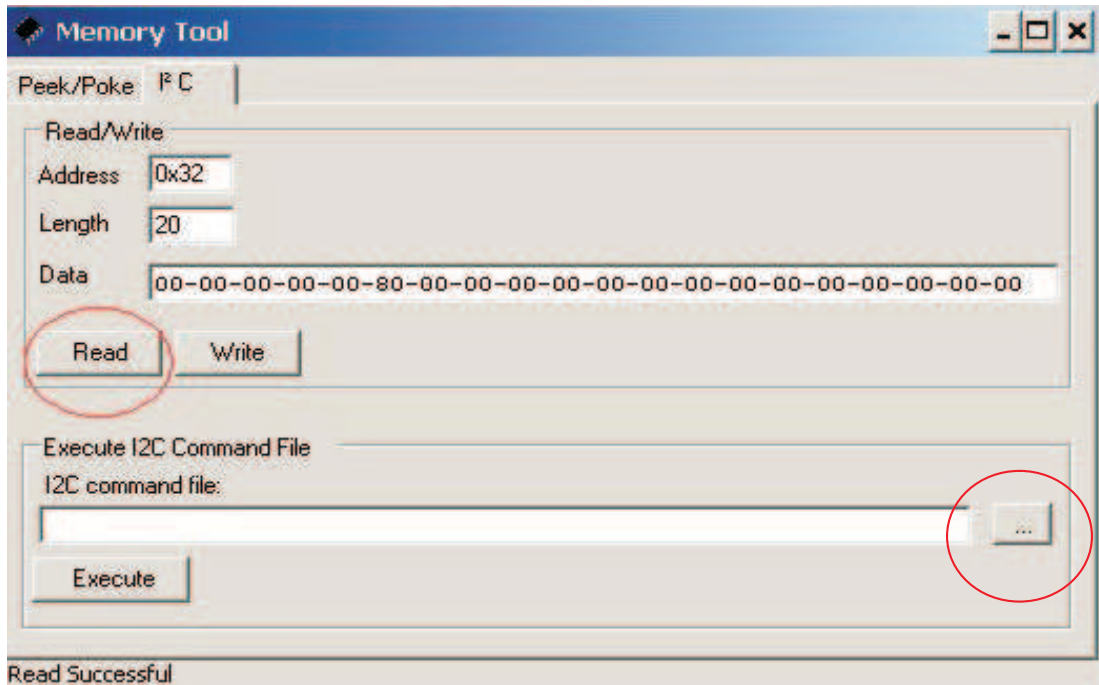 Memory Tool
Peek/Poke I² C
Read/Write
Address 0x32
Length 20
Data 00-00-00-00-00-80-00-00-00-00-00-00-00-00-00-00-00-00-00-00
Read Write
Execute I2C Command File
I2C command file:
...
Execute
Read Successful